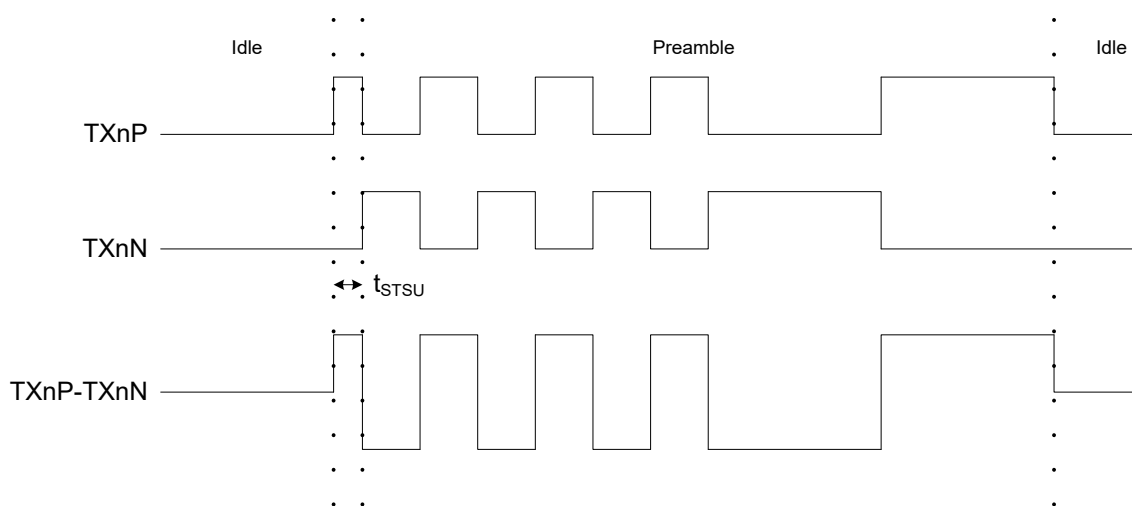 Idle
Preamble
Idle
TXnP
TXnN
tSTSU
TXnP-TXnN